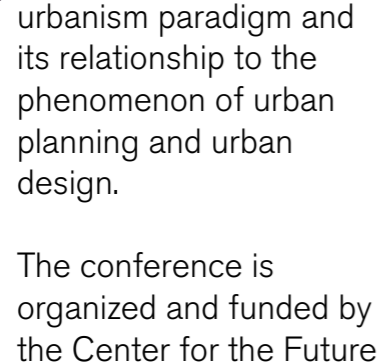 urbanism paradigm and
its relationship to the
phenomenon of urban
planning and urban
design.

The conference is
organized and funded by
the Center for the Future